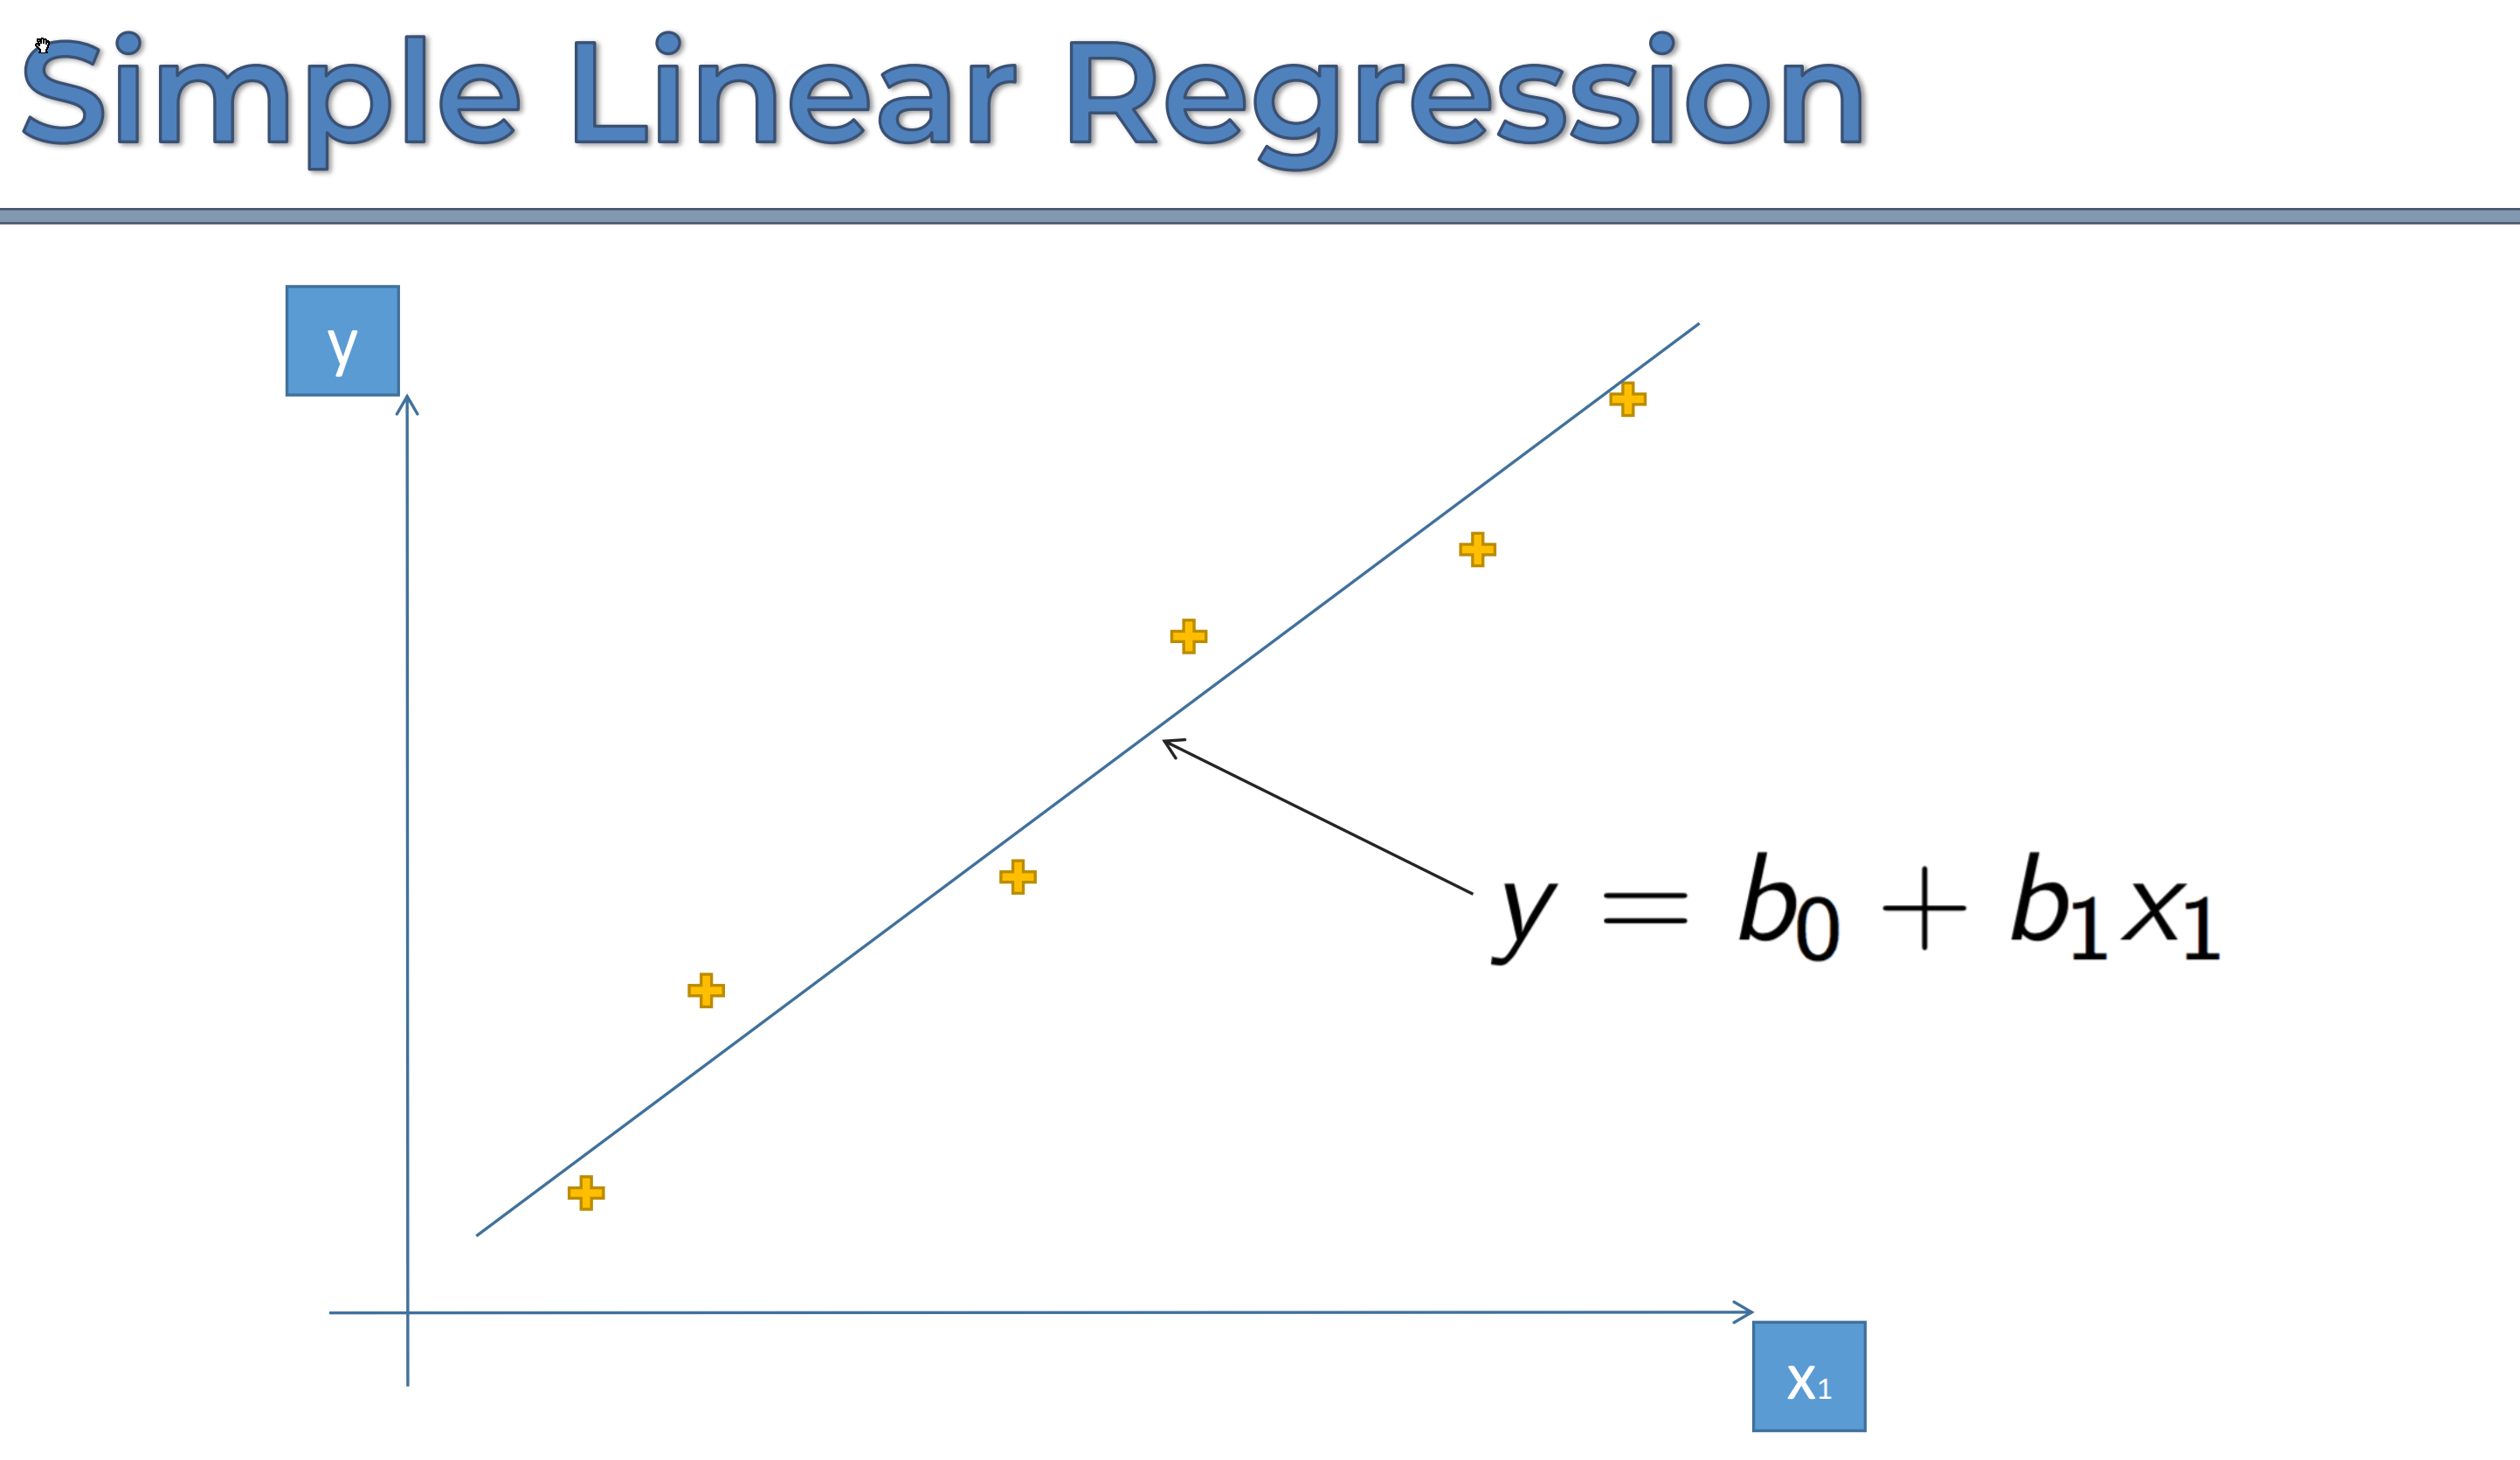 Simple Linear Regression
y
y = b₀ + b₁x₁
X₁